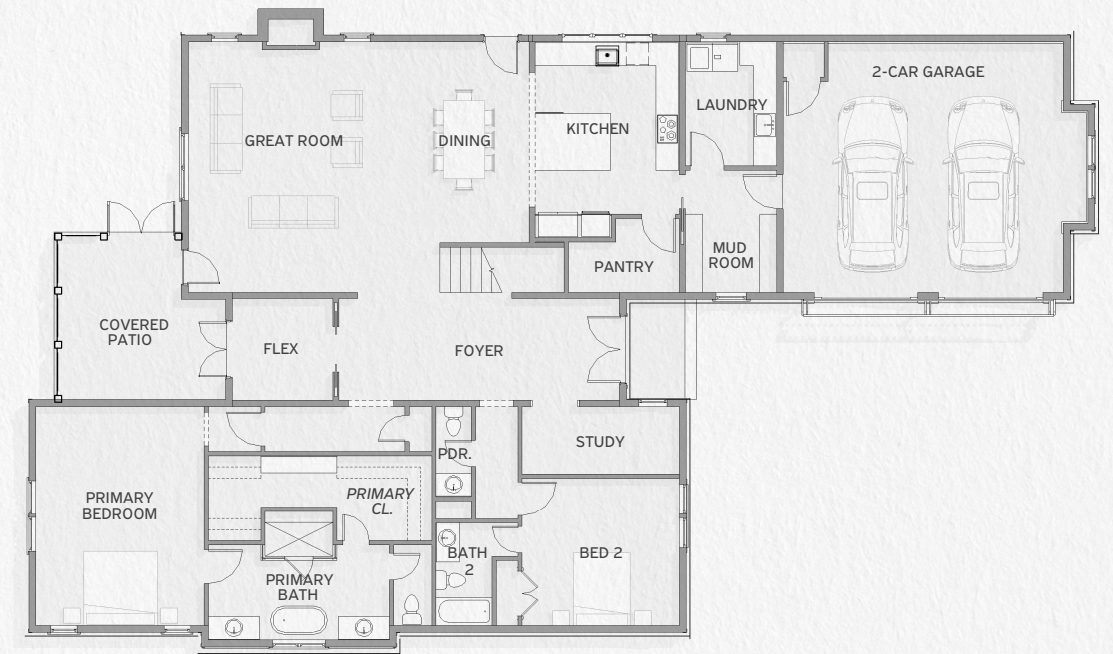 2-CAR GARAGE
LAUNDRY
KITCHEN
GREAT ROOM
DINING
MUD
ROOM
PANTRY
COVERED
PATIO
FLEX
FOYER
STUDY
PDR.
PRIMARY
CL.
PRIMARY
BEDROOM
BATH
2
BED 2
PRIMARY
BATH